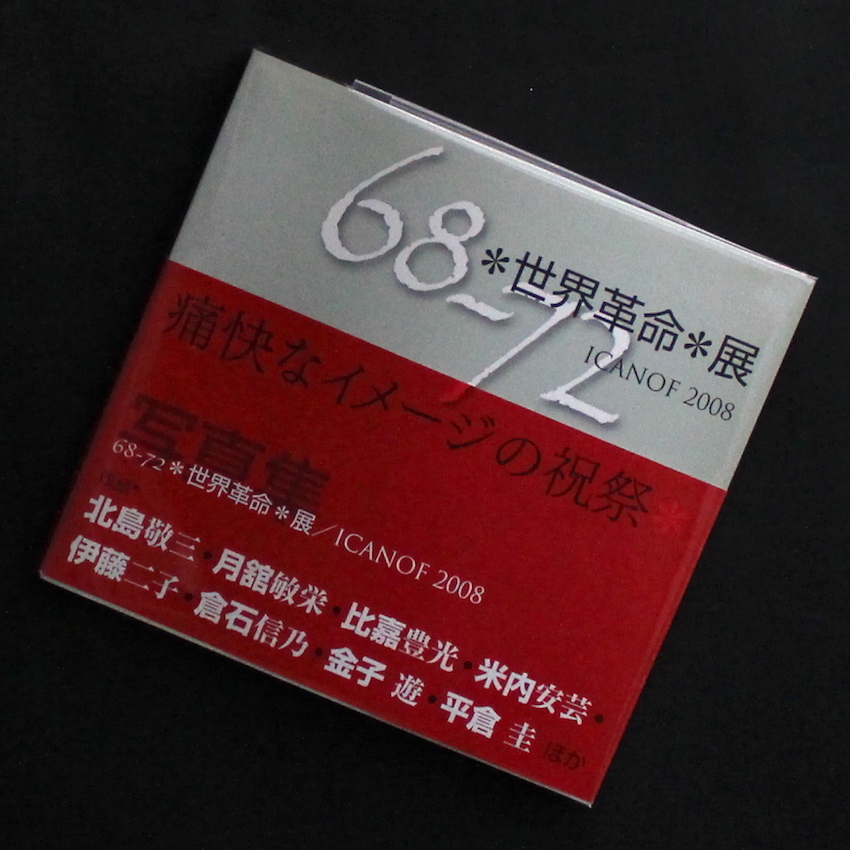 68-72
*世界革命*展
ICANOF 2008
痛快なイメージの祝祭*
写真集
68-72*世界革命*展/ICANOF 2008
北島敬三•月舘敏栄•比嘉豊光•米内安芸•
伊藤二子•倉石信乃•金子 遊•平倉 圭 ほか